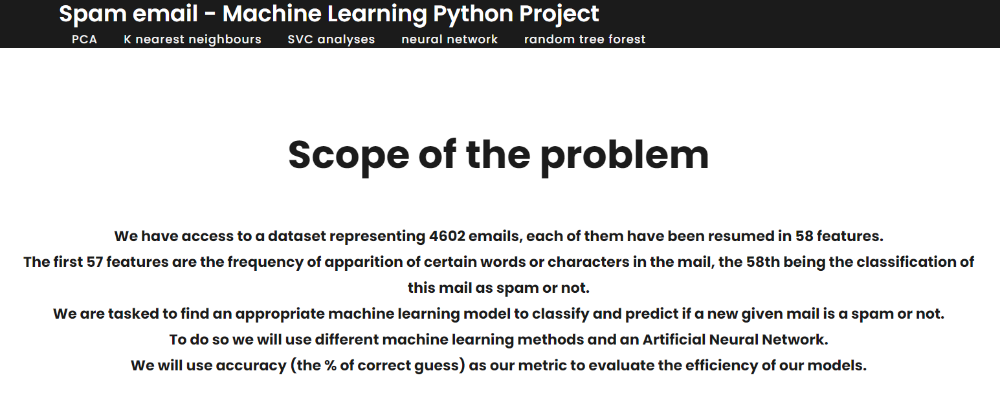 Spam email - Machine Learning Python Project
PCA K nearest neighbours SVC analyses neural network random tree forest
Scope of the problem
We have access to a dataset representing 4602 emails, each of them have been resumed in 58 features.
The first 57 features are the frequency of apparition of certain words or characters in the mail, the 58th being the classification of
this mail as spam or not.
We are tasked to find an appropriate machine learning model to classify and predict if a new given mail is a spam or not.
To do so we will use different machine learning methods and an Artificial Neural Network.
We will use accuracy (the % of correct guess) as our metric to evaluate the efficiency of our models.